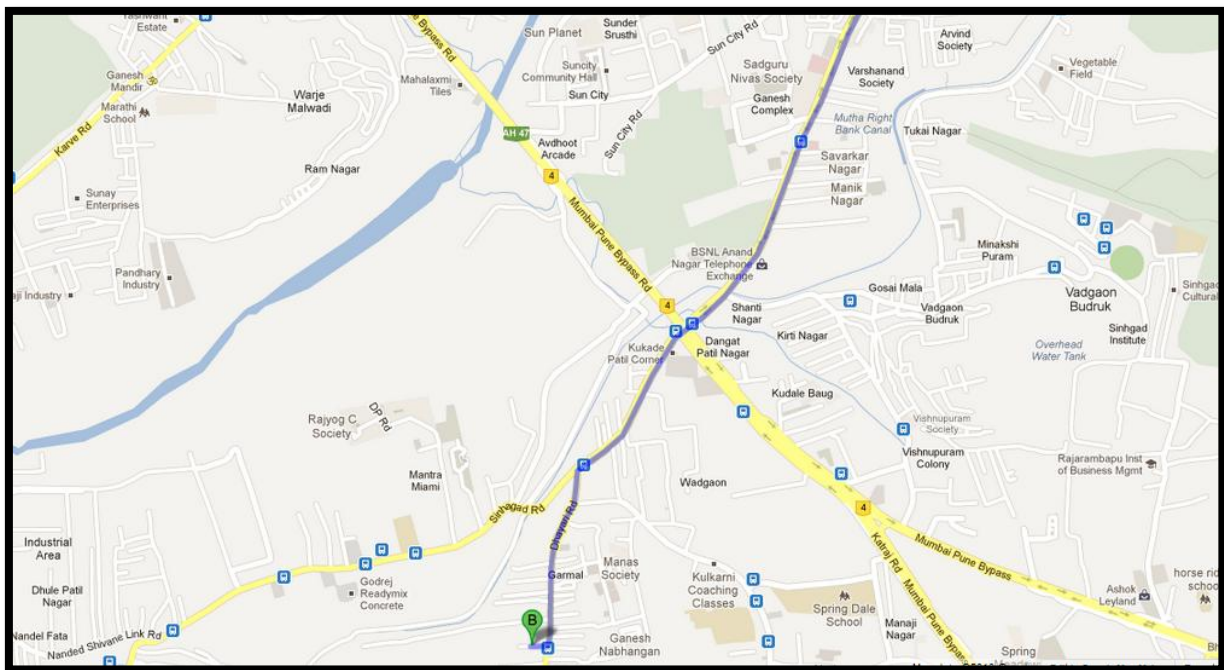 Yashwant
Estate
Ganesh
Mandir
Marathi
School
Karve Rd
Warje
Malwadi
Mahalaxmi
Tiles
Mumbai Pune Bypass Rd
Sun Planet
Sunder
Srusthi
Suncity
Community Hall
Sun City
Sun City Rd
Sun City Rd
Sadguru
Nivas Society
Ganesh
Complex
Varshanand
Society
Arvind
Society
Vegetable
Field
AH 47
Avdhoot
Arcade
4
Mutha Right
Bank Canal
Tukai Nagar
Savarkar
Nagar
Manik
Nagar
Ram Nagar
Sunay
Enterprises
Mumbai Pune Bypass Rd
Pandhary
Industry
aji Industry
BSNL Anand
Nagar Telephone
Exchange
Minakshi
Puram
Gosai Mala
Vadgaon
Budruk
Vadgaon
Budruk
Sinhgad
Cultural
Sinhgad
Institute
4
Shanti
Nagar
Kirti Nagar
Overhead
Water Tank
Kukade
Patil Corner
Dangat
Patil Nagar
Kudale Baug
Vishnupuram
Society
Vishnupuram
Colony
Rajarambapu Inst
of Business Mgmt
Rajyog C
Society
DP Rd
Mantra
Miami
Wadgaon
Sinhagad Rd
Dhayari Rd
4
Katraj Rd
Mumbai Pune Bypass
Mumbai Pune Bypass
Industrial
Area
Dhule Patil
Nagar
Nandel Fata
Nanded Shivane Link Rd
Godrej
Readymix
Concrete
Garmal
Manas
Society
Kulkarni
Coaching
Classes
Spring Dale
School
Manaji
Nagar
Ashok
Leyland
horse rid
school
B
Ganesh
Nabhangan
Spring